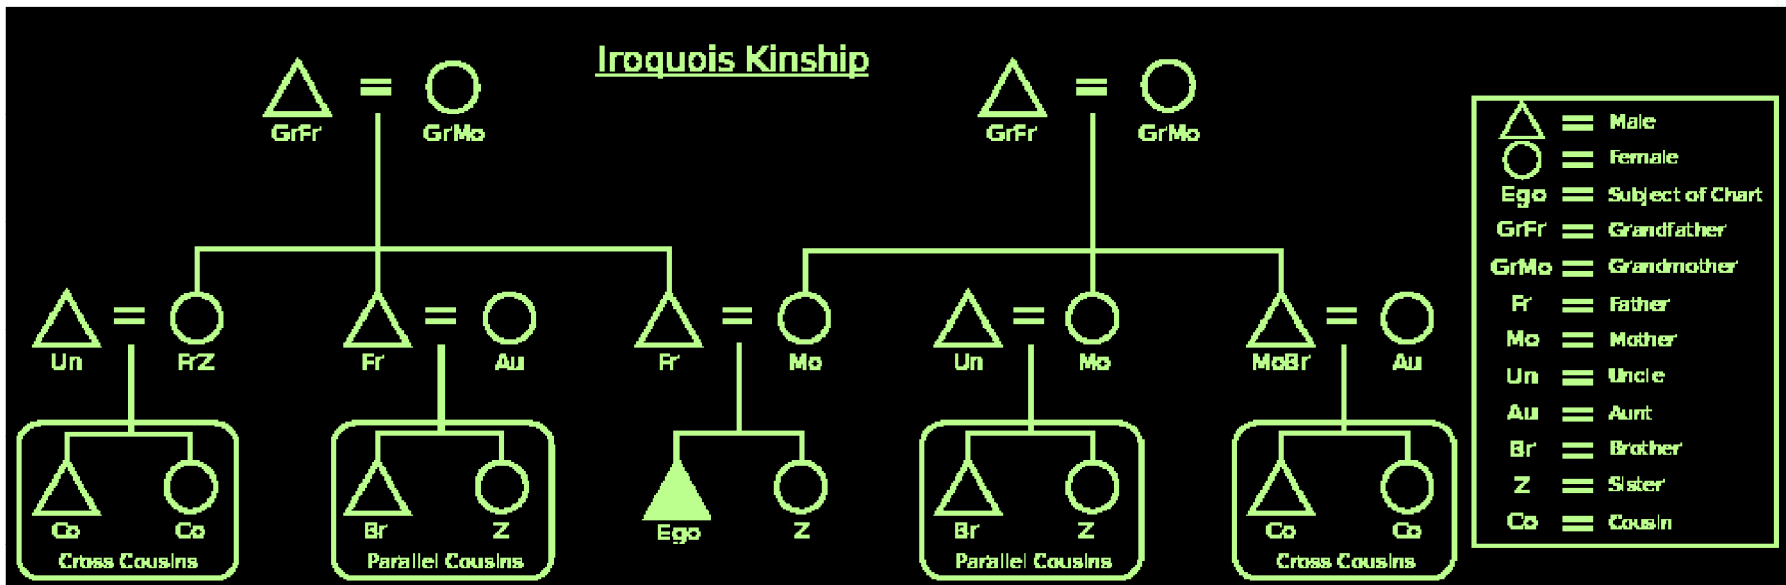 Iroquois Kinship
GrFr GrMo GrFr GrMo
Un FrZ Fr Au Fr Mo Un Mo MoBr Au
Co Co Br Z Ego Z Br Z Co Co
Cross Cousins Parallel Cousins Parallel Cousins Cross Cousins
= Male
= Female
Ego = Subject of Chart
GrFr = Grandfather
GrMo = Grandmother
Fr = Father
Mo = Mother
Un = Uncle
Au = Aunt
Br = Brother
Z = Sister
Co = Cousin